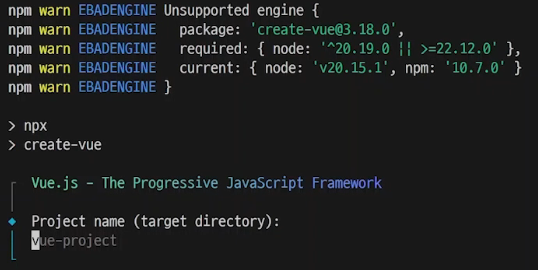 npm warn EBADENGINE Unsupported engine {
npm warn EBADENGINE   package: 'create-vue@3.18.0',
npm warn EBADENGINE   required: { node: '^20.19.0 || >=22.12.0' },
npm warn EBADENGINE   current: { node: 'v20.15.1', npm: '10.7.0' }
npm warn EBADENGINE }
> npx
> create-vue
Vue.js - The Progressive JavaScript Framework
Project name (target directory):
vue-project